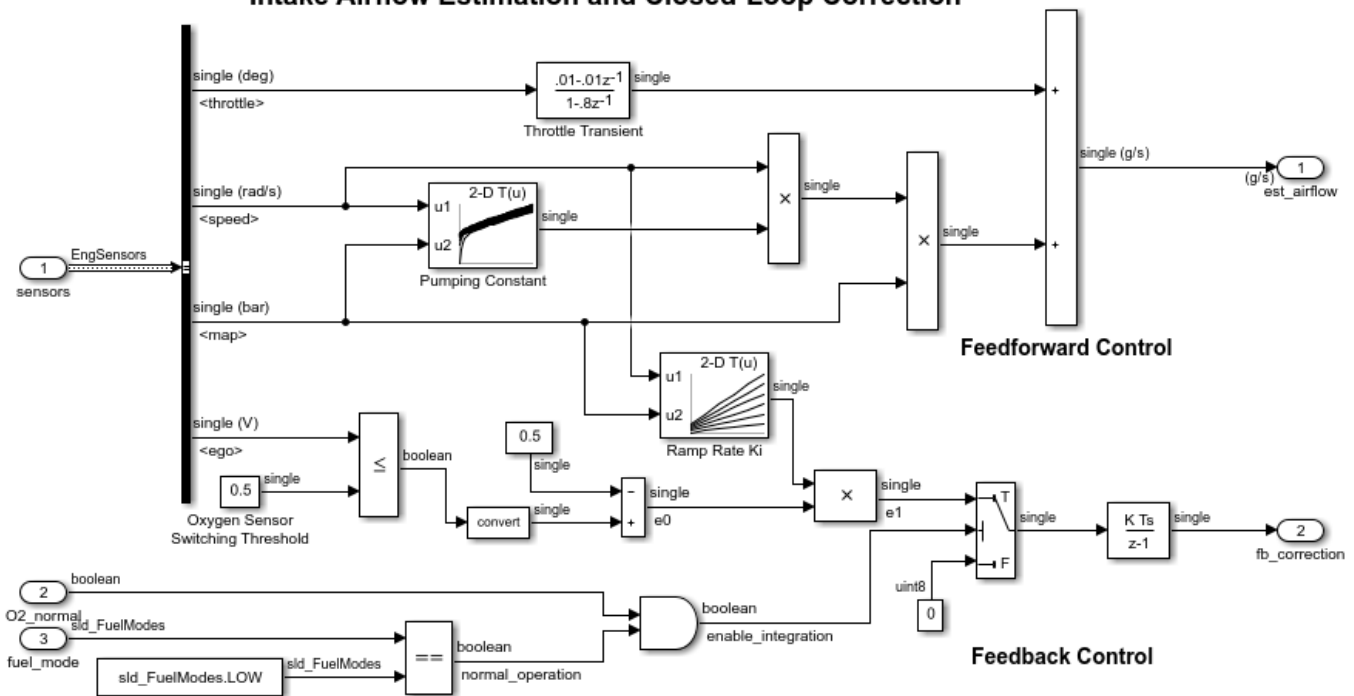 Intake Airflow Estimation and Closed-Loop Correction
single (deg)
<throttle>
.01-.01z-1
1-.8z-1
single
Throttle Transient
+
single (g/s)
(g/s)
1
est_airflow
single (rad/s)
<speed>
2-D T(u)
u1
u2
single
Pumping Constant
×
single
×
single
+
EngSensors
1
sensors
single (bar)
<map>
Feedforward Control
2-D T(u)
u1
u2
single
Ramp Rate Ki
single (V)
<ego>
0.5
single
Oxygen Sensor
Switching Threshold
≤
boolean
convert
single
0.5
single
−
+
single
e0
×
single
e1
T
F
single
K Ts
z-1
single
2
fb_correction
uint8
0
2
O2_normal
boolean
3
fuel_mode
sld_FuelModes
sld_FuelModes.LOW
sld_FuelModes
==
boolean
normal_operation
boolean
enable_integration
Feedback Control